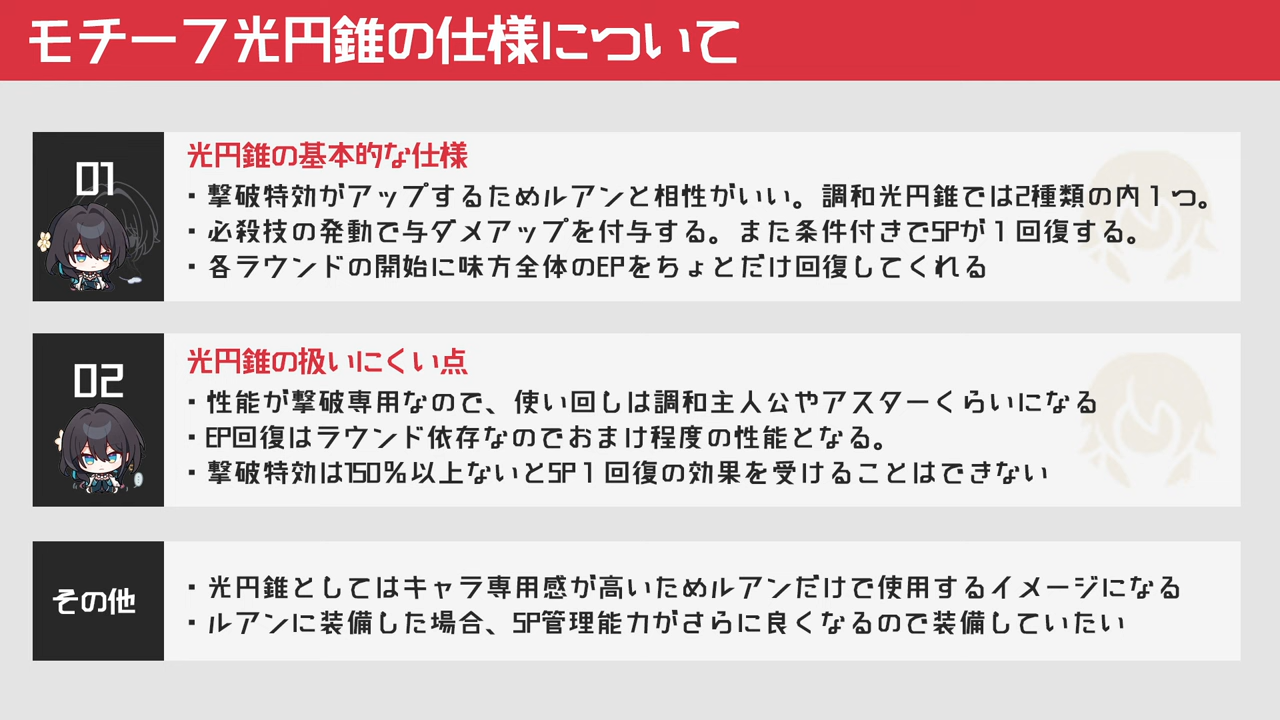 モチーフ光円錐の仕様について
01
光円錐の基本的な仕様
・撃破特効がアップするためルアンと相性がいい。調和光円錐では2種類の内１つ。
・必殺技の発動で与ダメアップを付与する。また条件付きでSPが１回復する。
・各ラウンドの開始に味方全体のEPをちょとだけ回復してくれる
02
光円錐の扱いにくい点
・性能が撃破専用なので、使い回しは調和主人公やアスターくらいになる
・EP回復はラウンド依存なのでおまけ程度の性能となる。
・撃破特効は150％以上ないとSP１回復の効果を受けることはできない
その他
・光円錐としてはキャラ専用感が高いためルアンだけで使用するイメージになる
・ルアンに装備した場合、SP管理能力がさらに良くなるので装備していたい